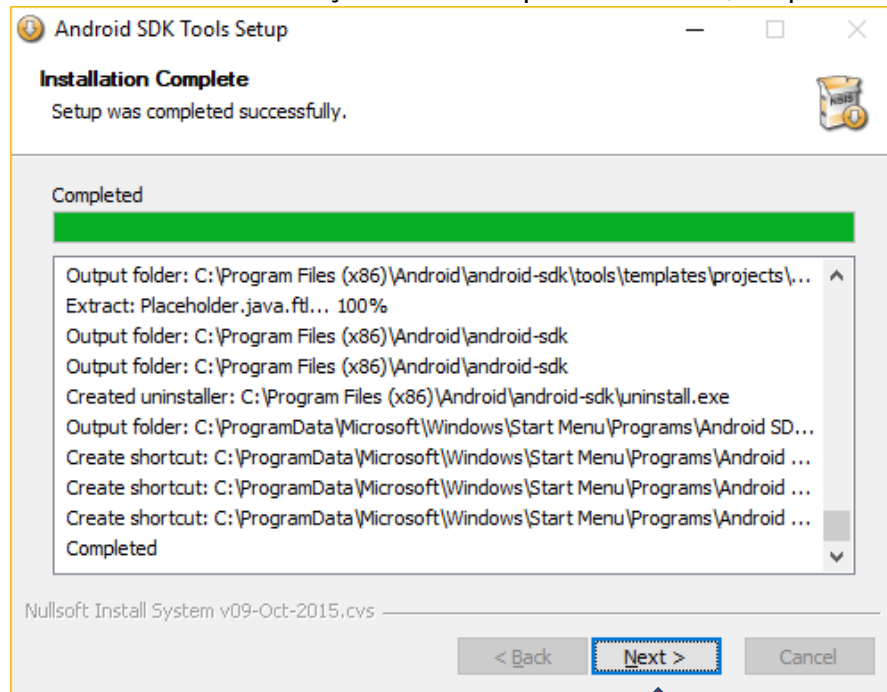 Android SDK Tools Setup
Installation Complete
Setup was completed successfully.
NSIS
Completed
Output folder: C:\Program Files (x86)\Android\android-sdk\tools\templates\projects\...
Extract: Placeholder.java.ftl... 100%
Output folder: C:\Program Files (x86)\Android\android-sdk
Output folder: C:\Program Files (x86)\Android\android-sdk
Created uninstaller: C:\Program Files (x86)\Android\android-sdk\uninstall.exe
Output folder: C:\ProgramData\Microsoft\Windows\Start Menu\Programs\Android SD...
Create shortcut: C:\ProgramData\Microsoft\Windows\Start Menu\Programs\Android ...
Create shortcut: C:\ProgramData\Microsoft\Windows\Start Menu\Programs\Android ...
Create shortcut: C:\ProgramData\Microsoft\Windows\Start Menu\Programs\Android ...
Completed
Nullsoft Install System v09-Oct-2015.cvs
< Back Next > Cancel